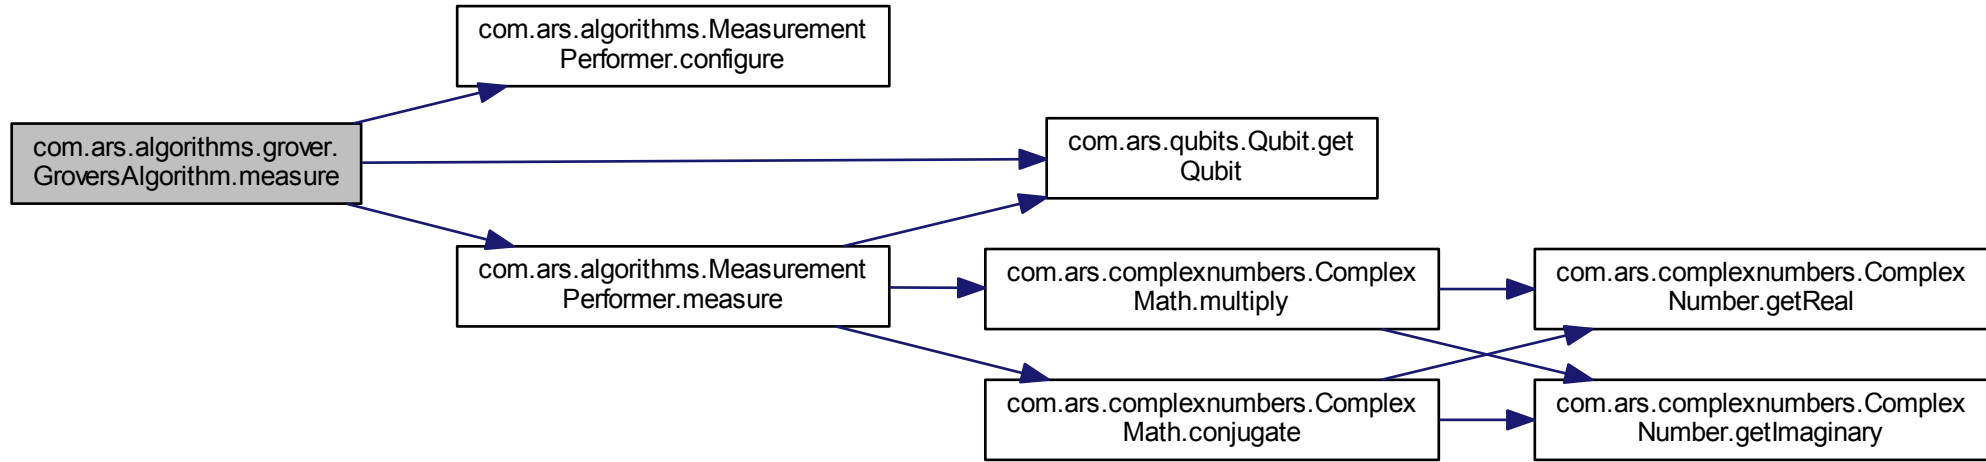 com.ars.algorithms.Measurement
Performer.configure
com.ars.algorithms.grover.
GroversAlgorithm.measure
com.ars.qubits.Qubit.get
Qubit
com.ars.algorithms.Measurement
Performer.measure
com.ars.complexnumbers.Complex
Math.multiply
com.ars.complexnumbers.Complex
Number.getReal
com.ars.complexnumbers.Complex
Math.conjugate
com.ars.complexnumbers.Complex
Number.getImaginary